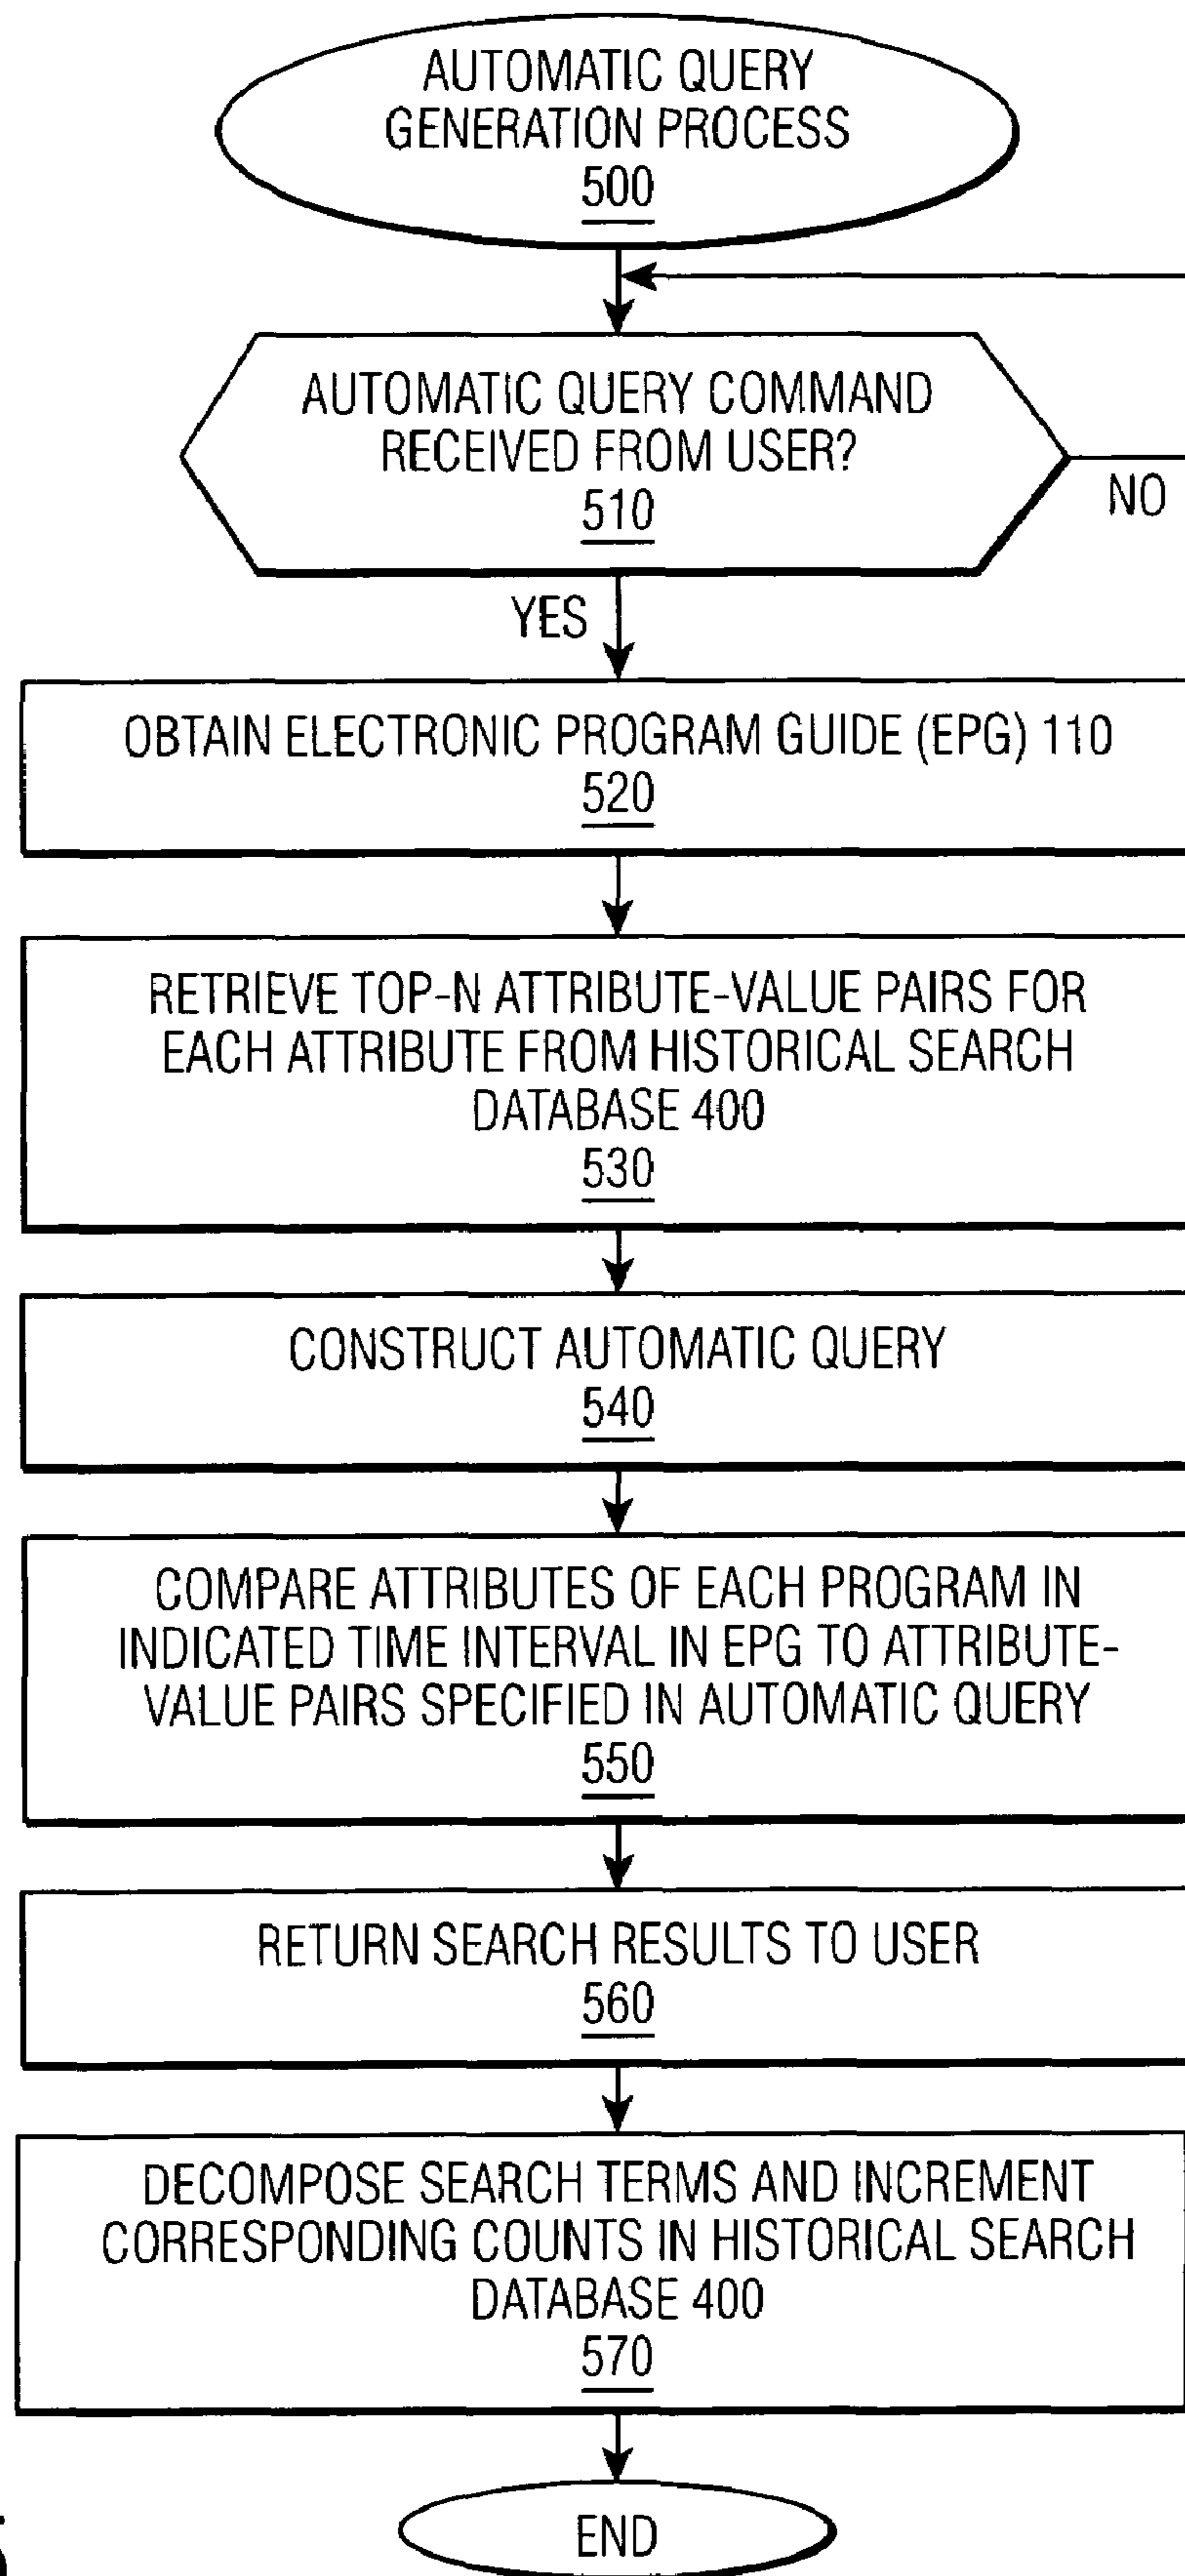 AUTOMATIC QUERY
GENERATION PROCESS
500
AUTOMATIC QUERY COMMAND
RECEIVED FROM USER?
510
NO
YES
OBTAIN ELECTRONIC PROGRAM GUIDE (EPG) 110
520
RETRIEVE TOP-N ATTRIBUTE-VALUE PAIRS FOR
EACH ATTRIBUTE FROM HISTORICAL SEARCH
DATABASE 400
530
CONSTRUCT AUTOMATIC QUERY
540
COMPARE ATTRIBUTES OF EACH PROGRAM IN
INDICATED TIME INTERVAL IN EPG TO ATTRIBUTE-
VALUE PAIRS SPECIFIED IN AUTOMATIC QUERY
550
RETURN SEARCH RESULTS TO USER
560
DECOMPOSE SEARCH TERMS AND INCREMENT
CORRESPONDING COUNTS IN HISTORICAL SEARCH
DATABASE 400
570
END